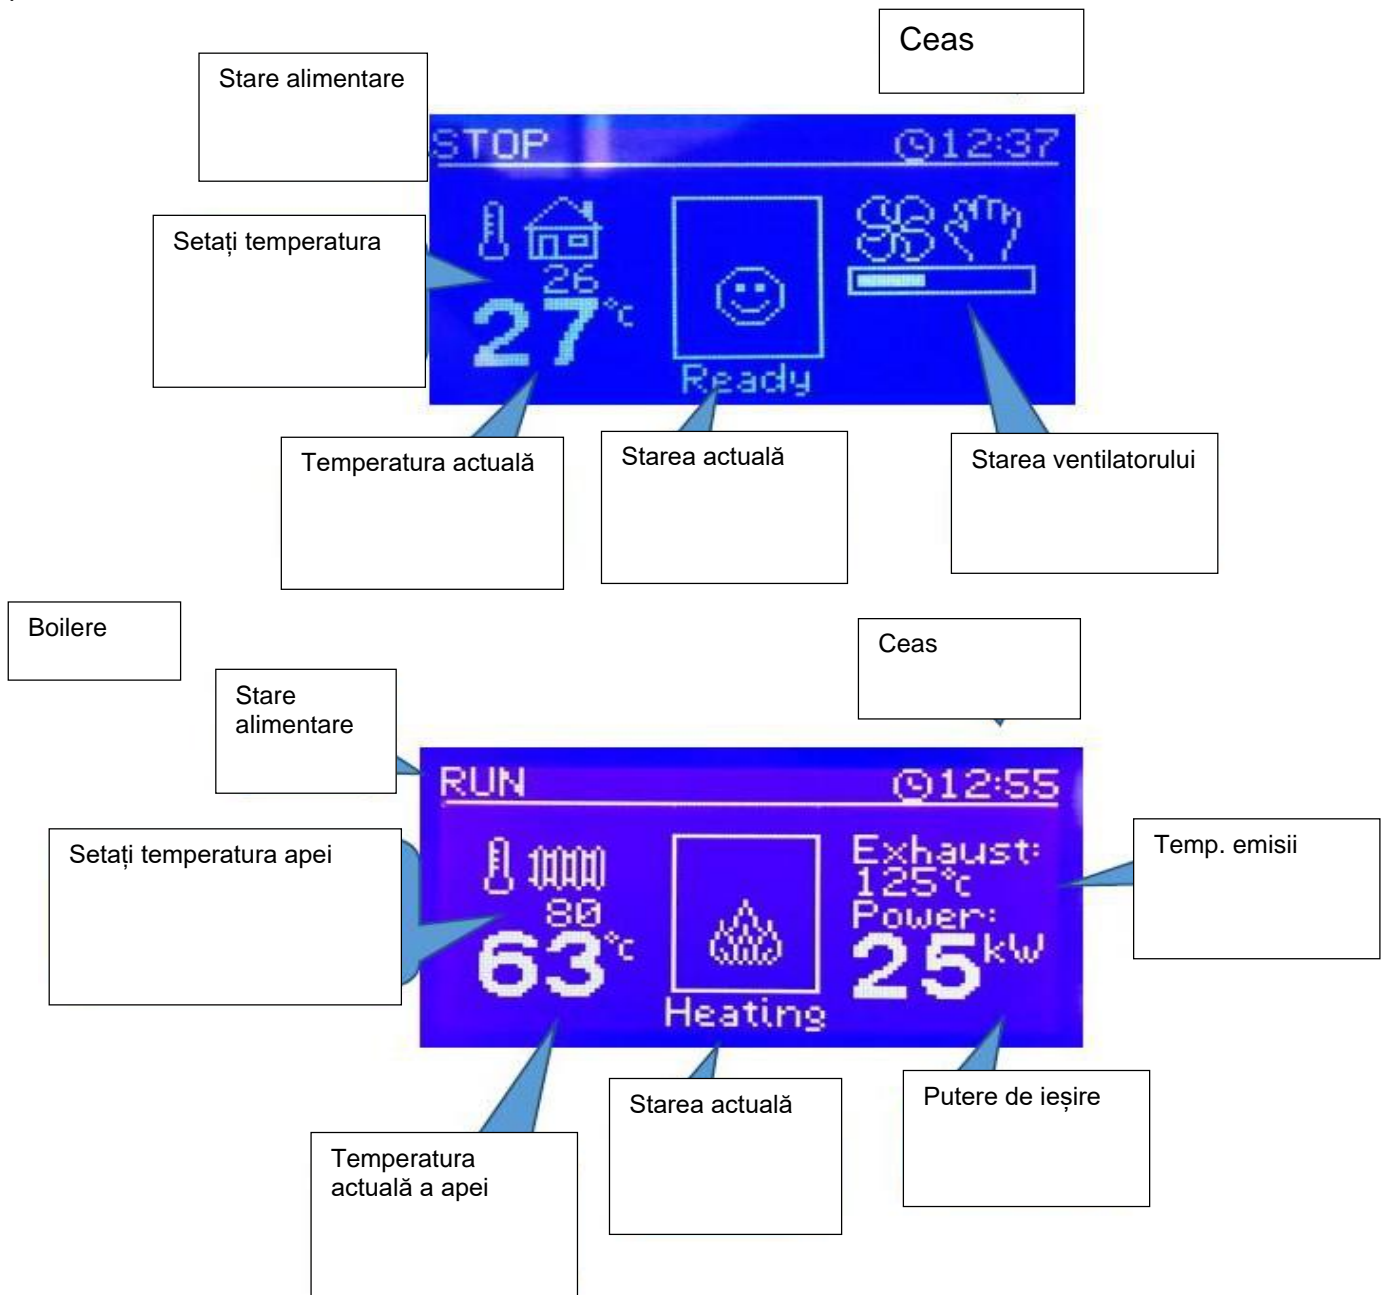 Ceas
Stare alimentare
STOP
12:37
Setați temperatura
26
27°c
Ready
Temperatura actuală
Starea actuală
Starea ventilatorului
Boilere
Ceas
Stare
alimentare
RUN
12:55
Setați temperatura apei
80
63°c
Heating
Exhaust:
125°c
Power:
25kW
Temp. emisii
Temperatura
actuală a apei
Starea actuală
Putere de ieșire